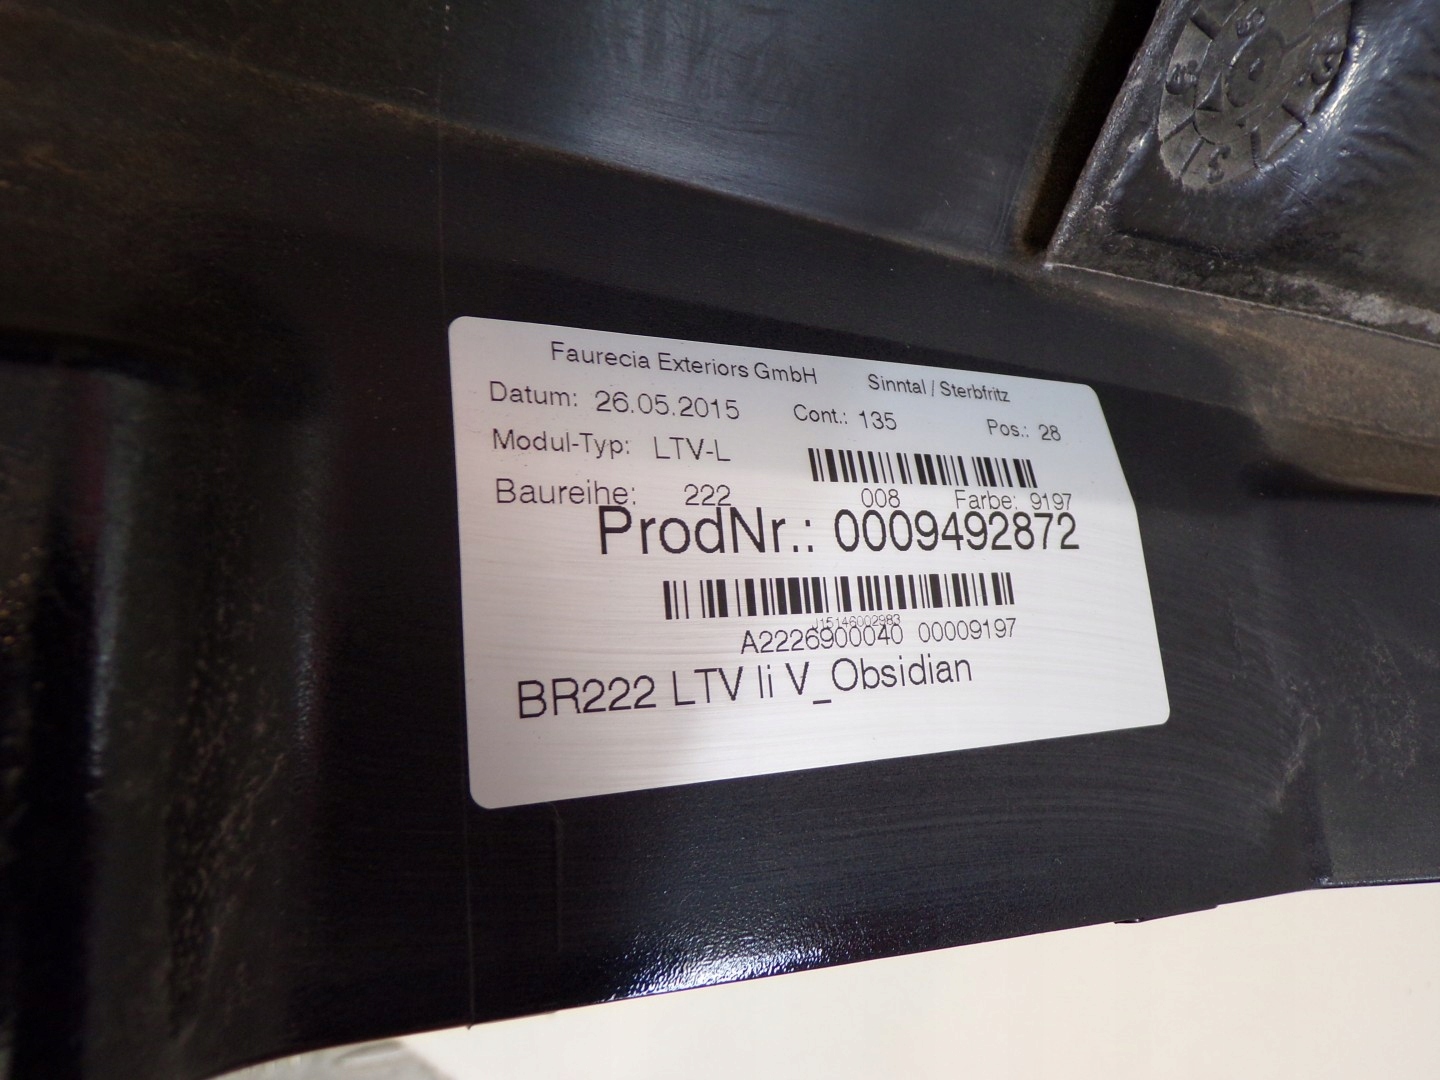 Faurecia Exteriors GmbH Sinntal / Sterbfritz
Datum: 26.05.2015 Cont.: 135 Pos.: 28
Modul-Typ: LTV-L
Baureihe: 222 008 Farbe: 9197
ProdNr.: 0009492872
J15146002983
A2226900040 00009197
BR222 LTV li V_Obsidian